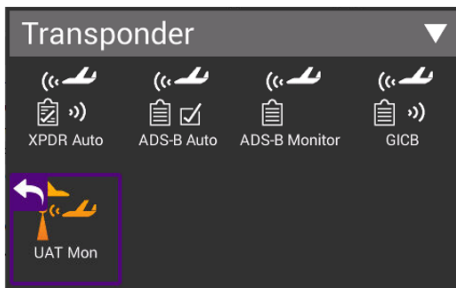 Transponder
XPDR Auto
ADS-B Auto
ADS-B Monitor
GICB
UAT Mon